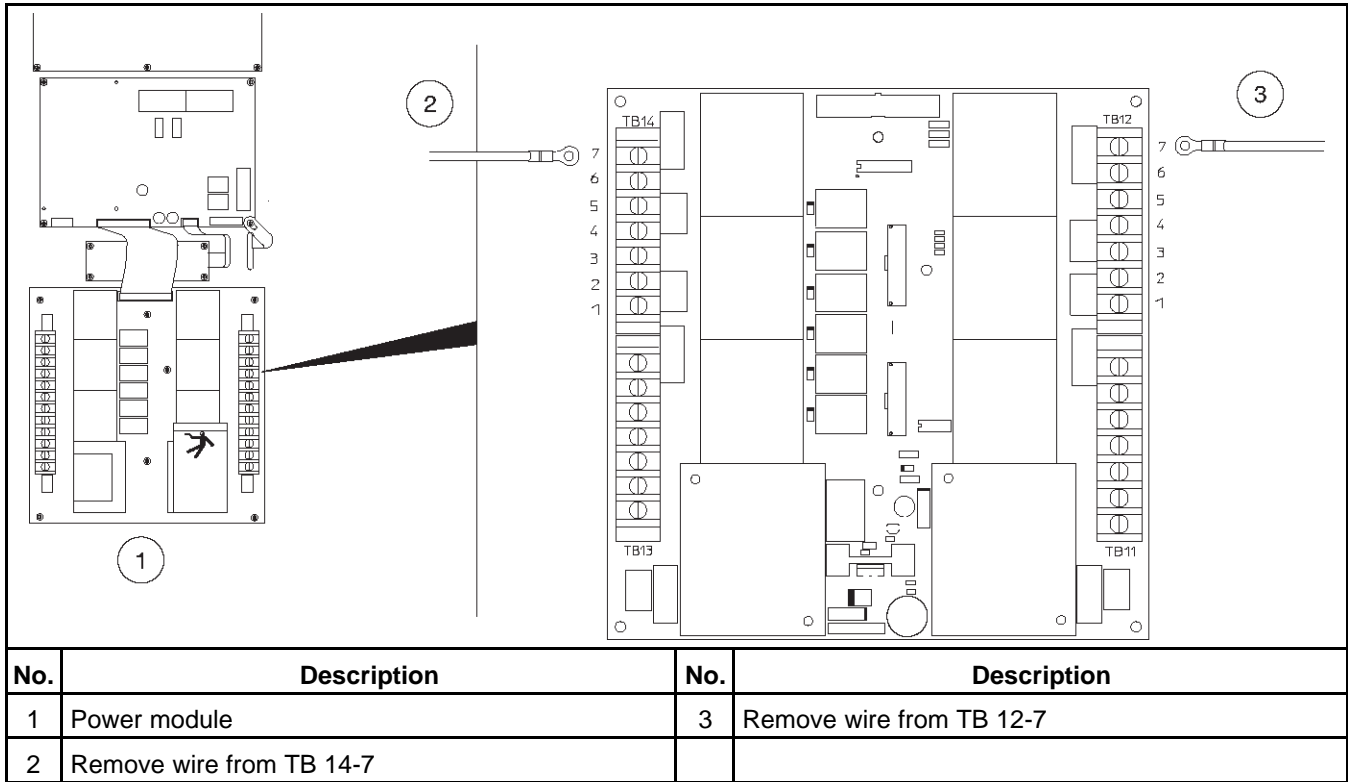 2
3
TB14
TB12
7
6
5
4
3
2
1
7
6
5
4
3
2
1
TB13
TB11
1
No. Description No. Description
1 Power module 3 Remove wire from TB 12-7
2 Remove wire from TB 14-7